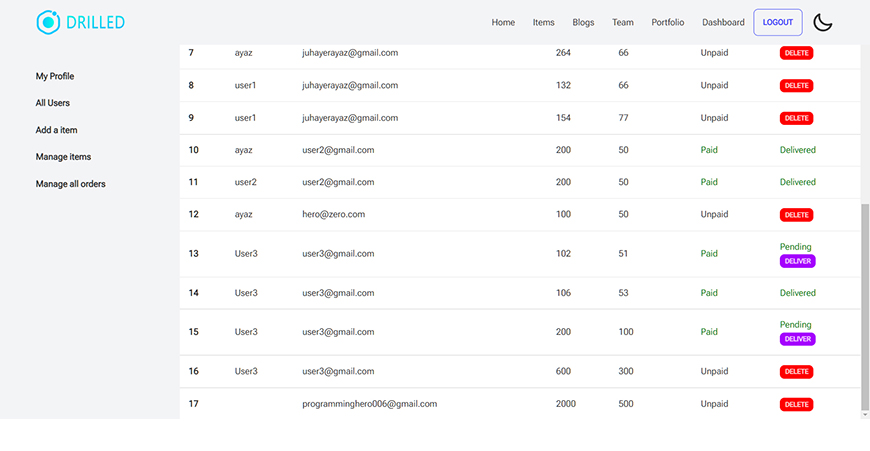 DRILLED Home Items Blogs Team Portfolio Dashboard LOGOUT
My Profile
All Users
Add a item
Manage items
Manage all orders
7 ayaz juhayerayaz@gmail.com 264 66 Unpaid DELETE
8 user1 juhayerayaz@gmail.com 132 66 Unpaid DELETE
9 user1 juhayerayaz@gmail.com 154 77 Unpaid DELETE
10 ayaz user2@gmail.com 200 50 Paid Delivered
11 user2 user2@gmail.com 200 50 Paid Delivered
12 ayaz hero@zero.com 100 50 Unpaid DELETE
13 User3 user3@gmail.com 102 51 Paid Pending
DELIVER
14 User3 user3@gmail.com 106 53 Paid Delivered
15 User3 user3@gmail.com 200 100 Paid Pending
DELIVER
16 User3 user3@gmail.com 600 300 Unpaid DELETE
17 programminghero006@gmail.com 2000 500 Unpaid DELETE